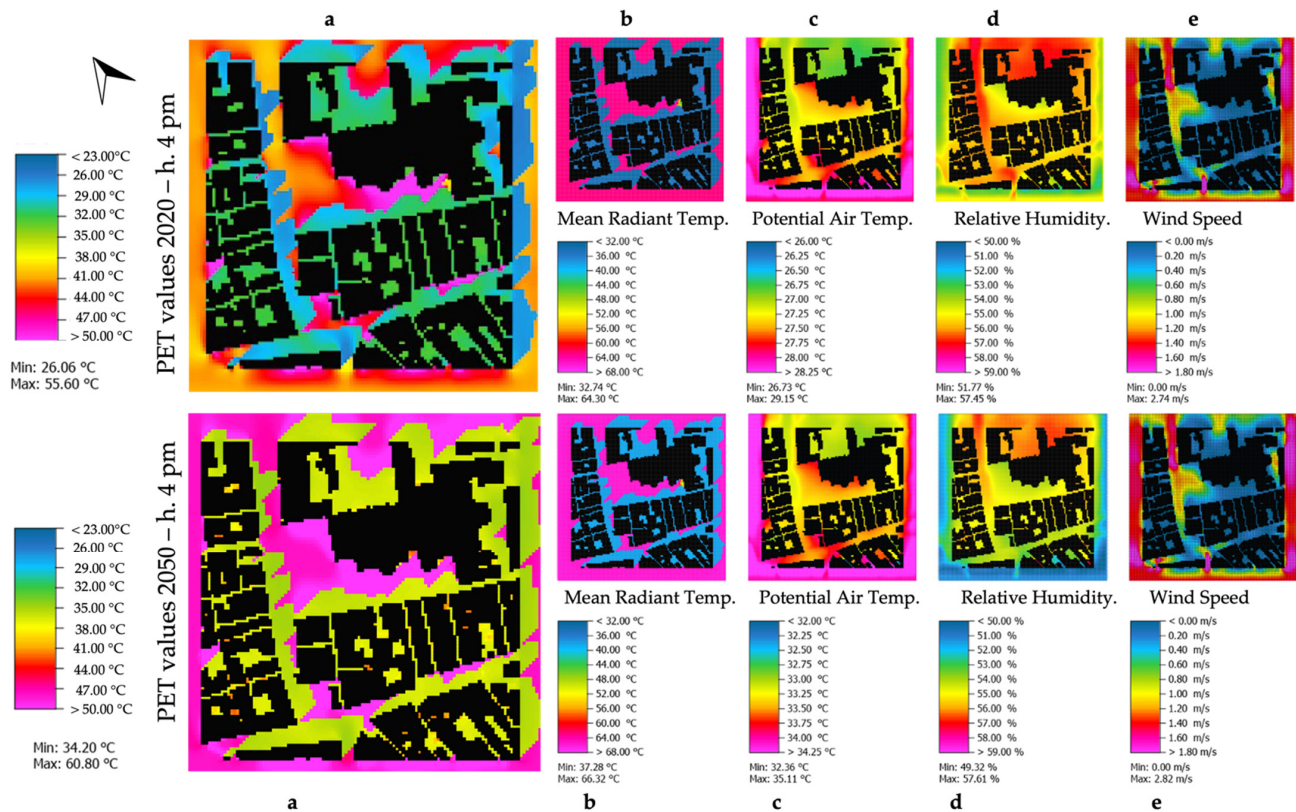 a
b
c
d
e
PET values 2020 – h. 4 pm
< 23.00°C
26.00 °C
29.00 °C
32.00 °C
35.00 °C
38.00 °C
41.00 °C
44.00 °C
47.00 °C
> 50.00 °C
Min: 26.06 °C
Max: 55.60 °C
Mean Radiant Temp.
< 32.00 °C
36.00 °C
40.00 °C
44.00 °C
48.00 °C
52.00 °C
56.00 °C
60.00 °C
64.00 °C
> 68.00 °C
Min: 32.74 °C
Max: 64.30 °C
Potential Air Temp.
< 26.00 °C
26.25 °C
26.50 °C
26.75 °C
27.00 °C
27.25 °C
27.50 °C
27.75 °C
28.00 °C
> 28.25 °C
Min: 26.73 °C
Max: 29.15 °C
Relative Humidity.
< 50.00 %
51.00 %
52.00 %
53.00 %
54.00 %
55.00 %
56.00 %
57.00 %
58.00 %
> 59.00 %
Min: 51.77 %
Max: 57.45 %
Wind Speed
< 0.00 m/s
0.20 m/s
0.60 m/s
0.40 m/s
0.80 m/s
1.00 m/s
1.20 m/s
1.40 m/s
1.60 m/s
> 1.80 m/s
Min: 0.00 m/s
Max: 2.74 m/s
PET values 2050 – h. 4 pm
< 23.00°C
26.00 °C
29.00 °C
32.00 °C
35.00 °C
38.00 °C
41.00 °C
44.00 °C
47.00 °C
> 50.00 °C
Min: 34.20 °C
Max: 60.80 °C
Mean Radiant Temp.
< 32.00 °C
36.00 °C
40.00 °C
44.00 °C
48.00 °C
52.00 °C
56.00 °C
60.00 °C
64.00 °C
> 68.00 °C
Min: 37.28 °C
Max: 66.32 °C
Potential Air Temp.
< 32.00 °C
32.25 °C
32.50 °C
32.75 °C
33.00 °C
33.25 °C
33.50 °C
33.75 °C
34.00 °C
> 34.25 °C
Min: 32.36 °C
Max: 35.11 °C
Relative Humidity.
< 50.00 %
51.00 %
52.00 %
53.00 %
54.00 %
55.00 %
56.00 %
57.00 %
58.00 %
> 59.00 %
Min: 49.32 %
Max: 57.61 %
Wind Speed
< 0.00 m/s
0.20 m/s
0.60 m/s
0.40 m/s
0.80 m/s
1.00 m/s
1.20 m/s
1.40 m/s
1.60 m/s
> 1.80 m/s
Min: 0.00 m/s
Max: 2.82 m/s
a
b
c
d
e